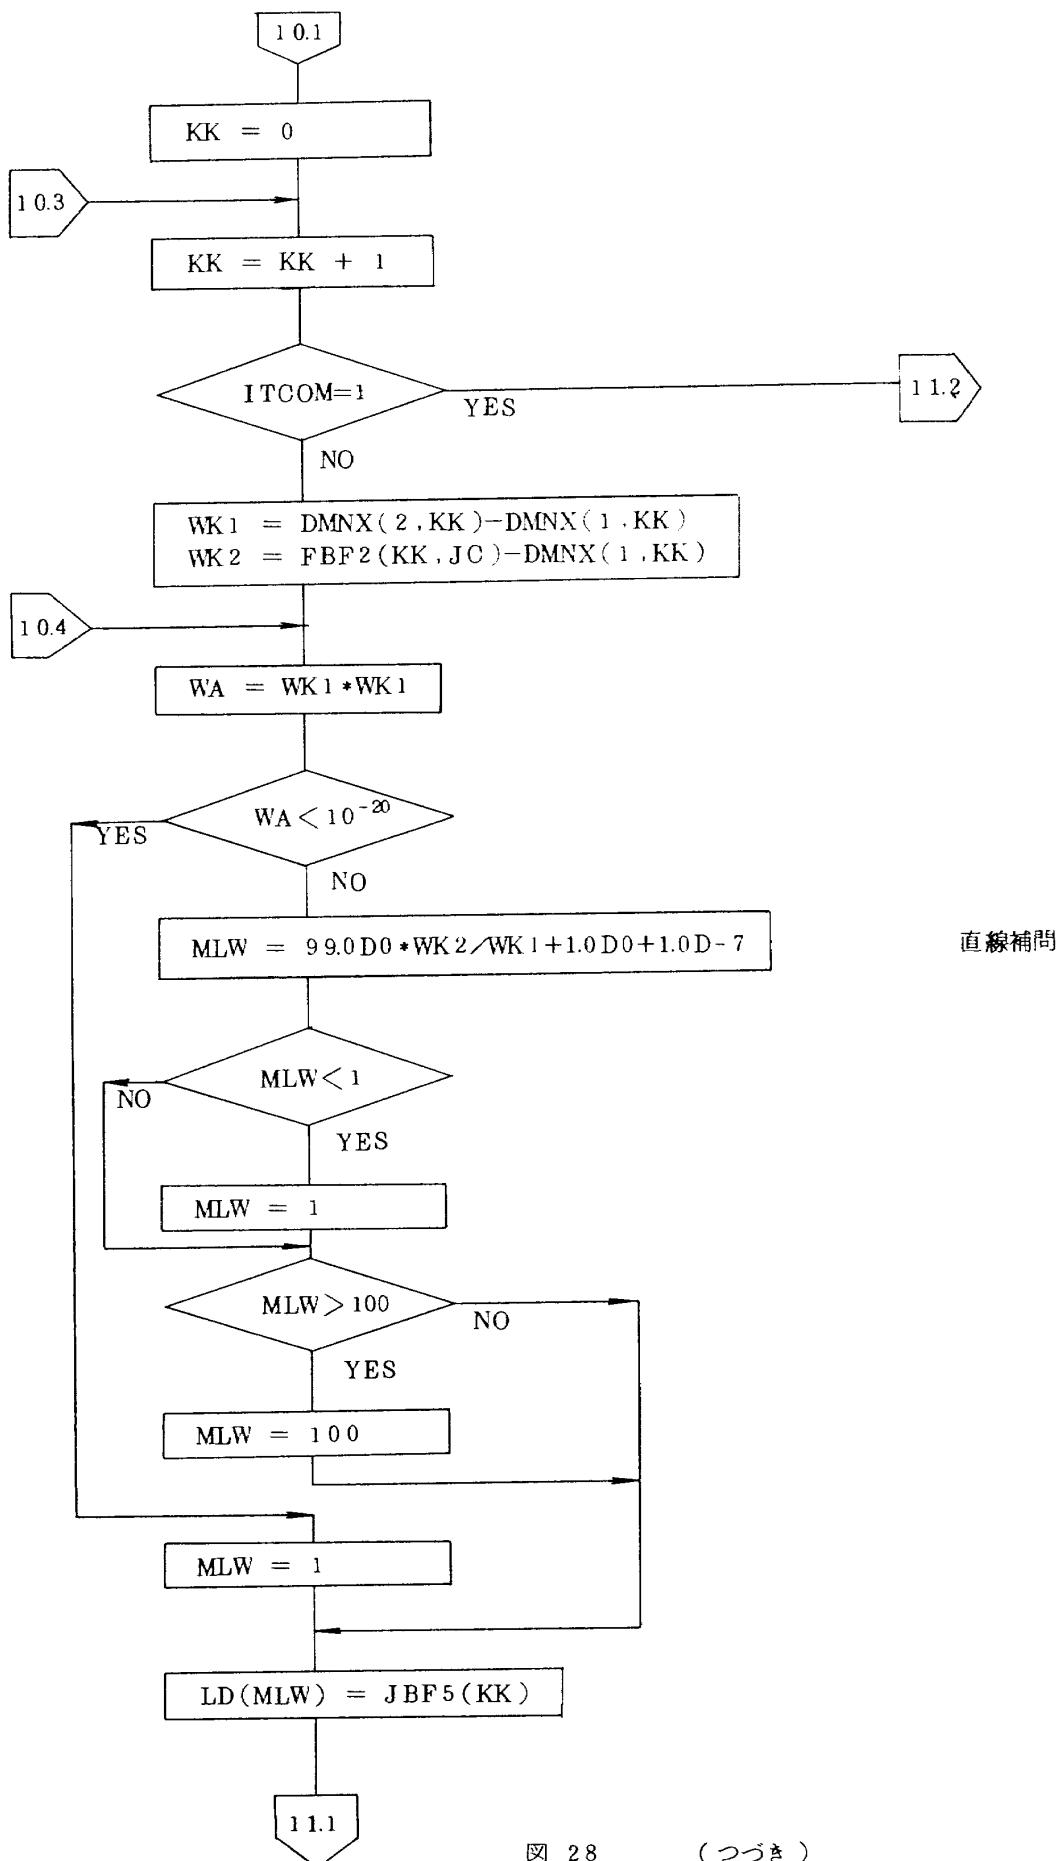 10.1
KK = 0
10.3
KK = KK + 1
ITCOM=1
YES
11.2
NO
WK1 = DMNX(2,KK)-DMNX(1,KK)
WK2 = FBF2(KK,JC)-DMNX(1,KK)
10.4
WA = WK1*WK1
WA<10⁻²⁰
YES
NO
MLW = 99.0D0*WK2/WK1+1.0D0+1.0D-7
直線補問
MLW<1
NO
YES
MLW = 1
MLW>100
NO
YES
MLW = 100
MLW = 1
LD(MLW) = JBF5(KK)
11.1
図 28 (つづき)